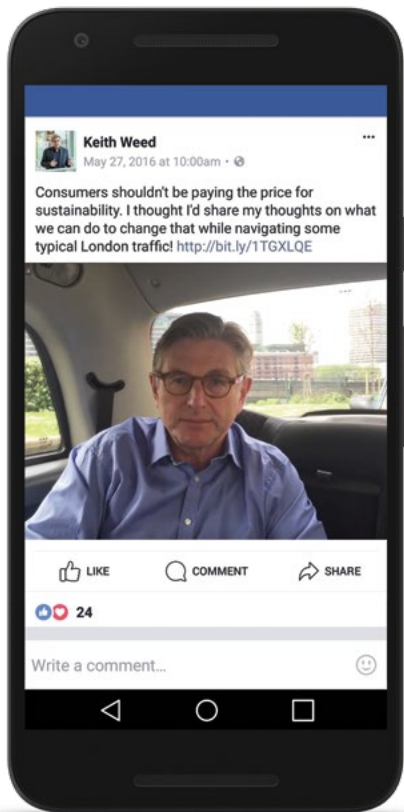 Keith Weed
May 27, 2016 at 10:00am •
Consumers shouldn't be paying the price for
sustainability. I thought I'd share my thoughts on what
we can do to change that while navigating some
typical London traffic! http://bit.ly/1TGXLQE
LIKE COMMENT SHARE
24
Write a comment...